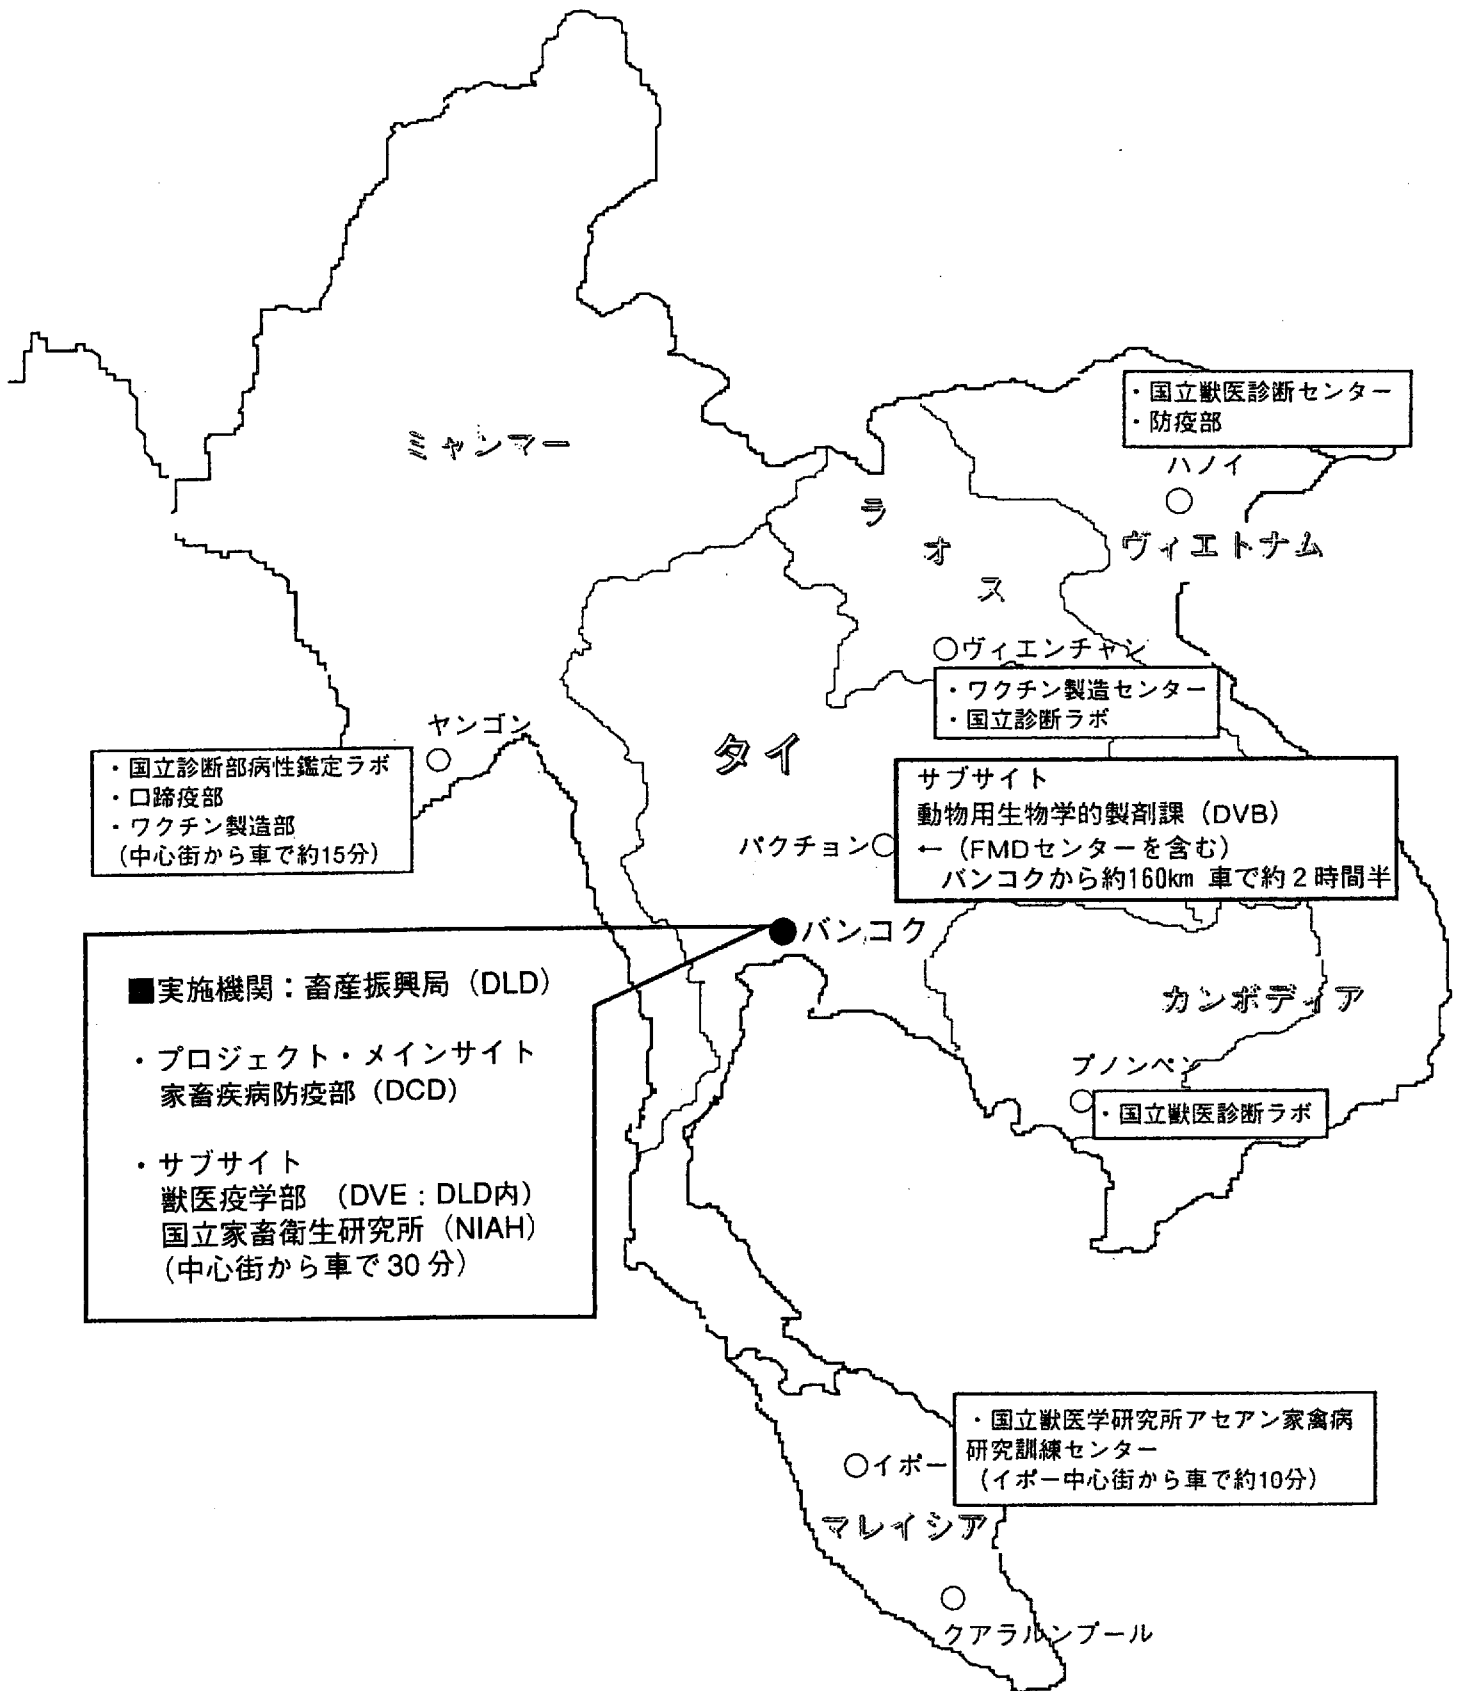 ・国立獣医診断センター
・防疫部
ハノイ
ミャンマー
ラオス
ヴィエトナム
ヴィエンチャン
・ワクチン製造センター
・国立診断ラボ
ヤンゴン
・国立診断部病性鑑定ラボ
・口蹄疫部
・ワクチン製造部
(中心街から車で約15分)
タイ
サブサイト
動物用生物学的製剤課（DVB）
←（FMDセンターを含む）
バンコクから約160km 車で約２時間半
パクチョン
バンコク
■実施機関：畜産振興局（DLD）
・プロジェクト・メインサイト
家畜疾病防疫部（DCD）
・サブサイト
獣医疫学部 （DVE：DLD内）
国立家畜衛生研究所（NIAH）
（中心街から車で30分）
カンボディア
プノンペン
・国立獣医診断ラボ
・国立獣医学研究所アセアン家禽病
研究訓練センター
（イポー中心街から車で約10分）
イポー
マレイシア
クアラルンプール